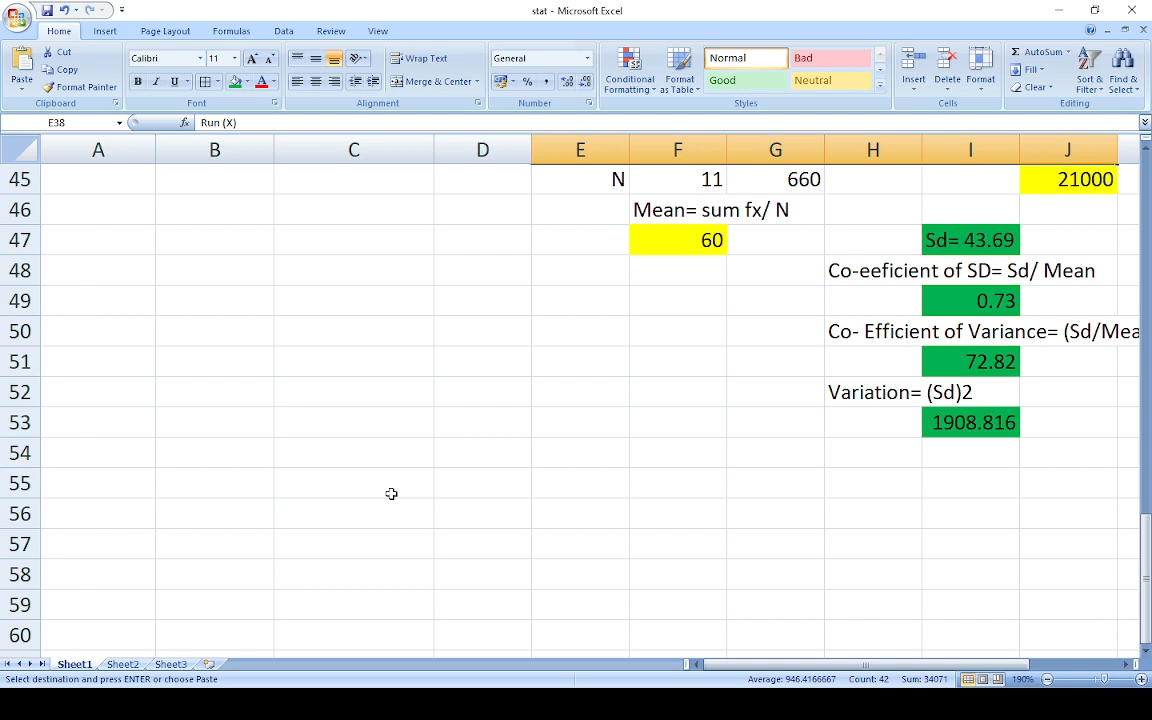 stat - Microsoft Excel
Home Insert Page Layout Formulas Data Review View
Paste Cut Copy Format Painter Clipboard
Calibri 11 A A B I U A Font
Wrap Text Merge & Center Alignment
General % , Number
Conditional Formatting Format as Table Normal Bad Good Neutral Styles
Insert Delete Format Cells
Σ AutoSum Fill Clear Sort & Filter Find & Select Editing
E38 fx Run (X)
A B C D E F G H I J
45 N 11 660 21000
46 Mean= sum fx/ N
47 60 Sd= 43.69
48 Co-eeficient of SD= Sd/ Mean
49 0.73
50 Co- Efficient of Variance= (Sd/Mea
51 72.82
52 Variation= (Sd)2
53 1908.816
54
55
56
57
58
59
60
Sheet1 Sheet2 Sheet3
Select destination and press ENTER or choose Paste Average: 946.4166667 Count: 42 Sum: 34071 190%